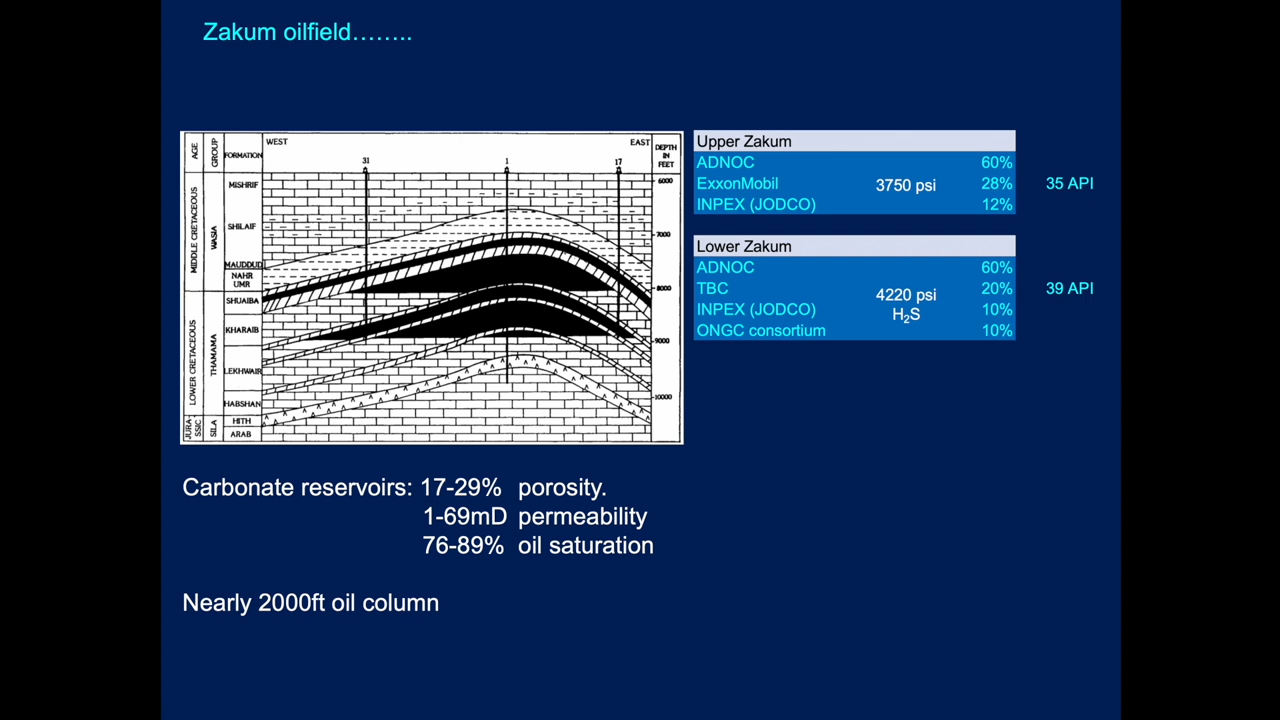 Zakum oilfield……..
AGE
GROUP
FORMATION
WEST
EAST
DEPTH
IN
FEET
31
1
17
MIDDLE CRETACEOUS
LOWER CRETACEOUS
JURA-
SSIC
WASIA
THAMAMA
SILA
MISHRIF
SHILAIF
MAUDDUD
NAHR
UMR
SHUAIBA
KHARAIB
LEKHWAIR
HABSHAN
HITH
ARAB
6000
7000
8000
9000
10000
Upper Zakum
ADNOC 60%
ExxonMobil 3750 psi 28% 35 API
INPEX (JODCO) 12%
Lower Zakum
ADNOC 60%
TBC 4220 psi 20% 39 API
INPEX (JODCO) H₂S 10%
ONGC consortium 10%
Carbonate reservoirs: 17-29% porosity.
1-69mD permeability
76-89% oil saturation
Nearly 2000ft oil column